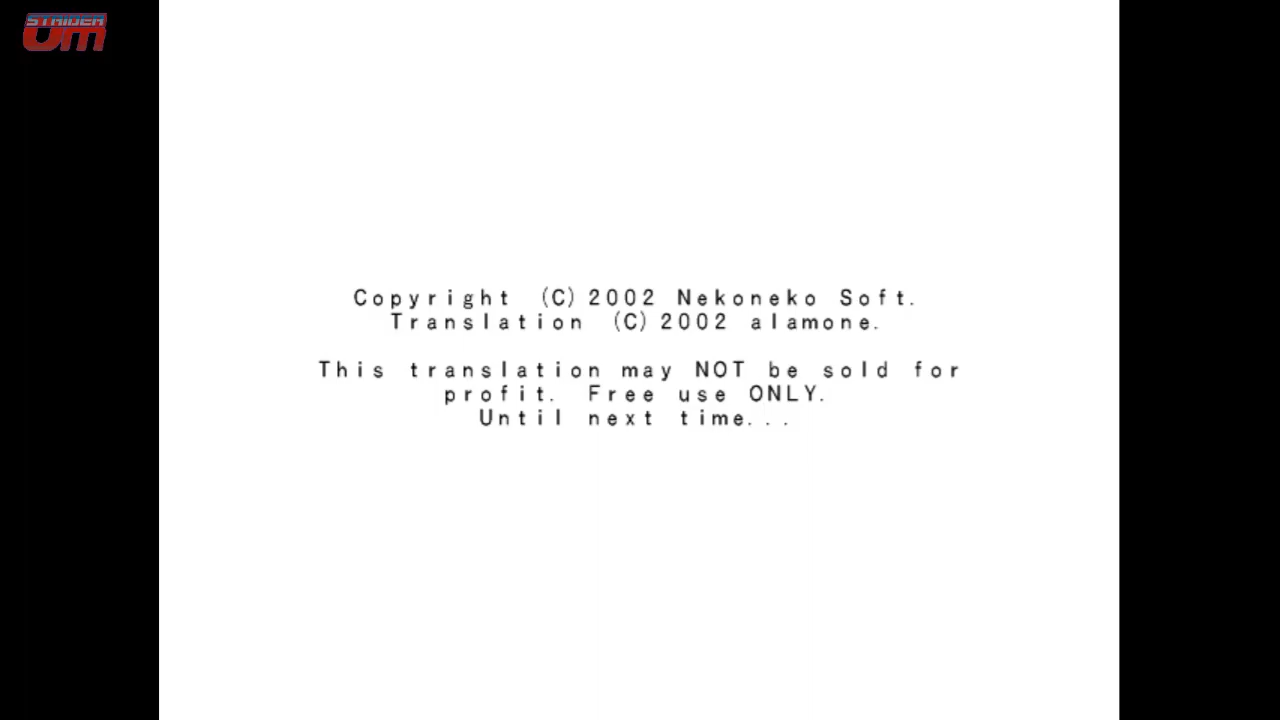 STRIDER
Um
Copyright (C) 2002 Nekoneko Soft.
Translation (C) 2002 alamone.
This translation may NOT be sold for
profit. Free use ONLY.
Until next time...